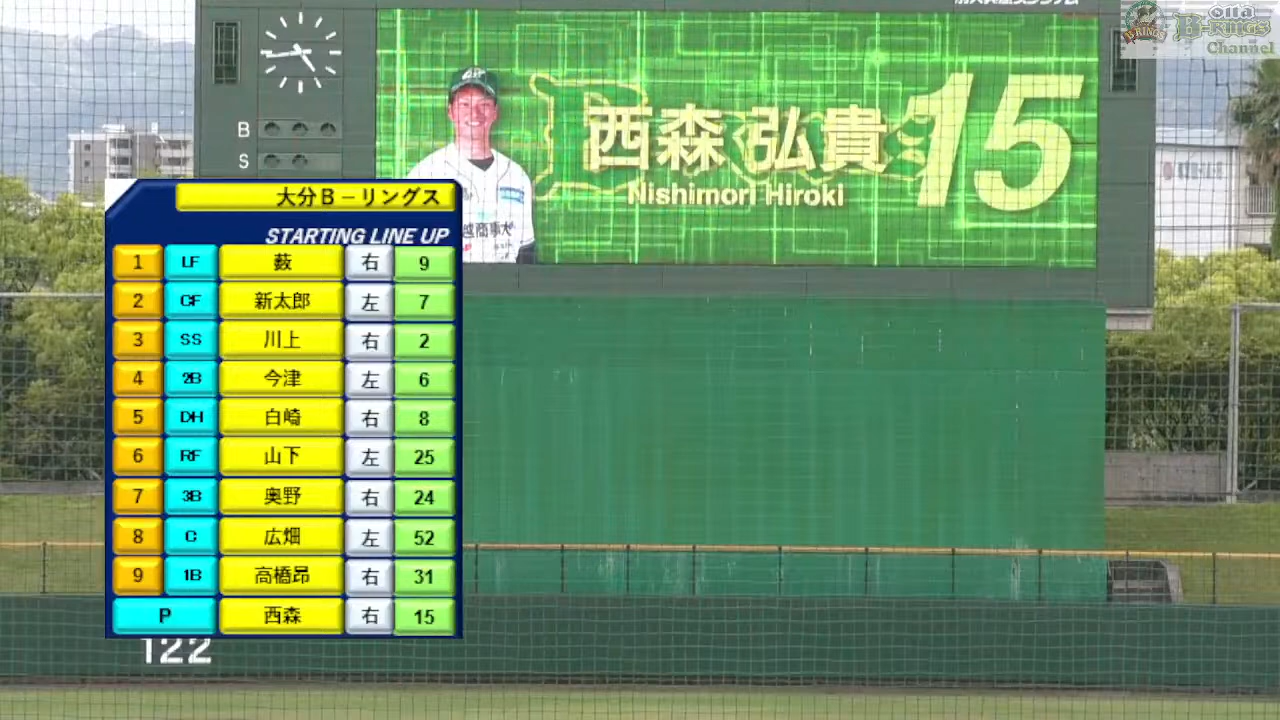 Oita
B-RINGS
B-RINGS
Channel
B
S
西森弘貴 15
Nishimori Hiroki
大分B－リングス
STARTING LINE UP
1 LF 薮 右 9
2 CF 新太郎 左 7
3 SS 川上 右 2
4 2B 今津 左 6
5 DH 白崎 右 8
6 RF 山下 左 25
7 3B 奥野 右 24
8 C 広畑 左 52
9 1B 高橋昂 右 31
P 西森 右 15
122